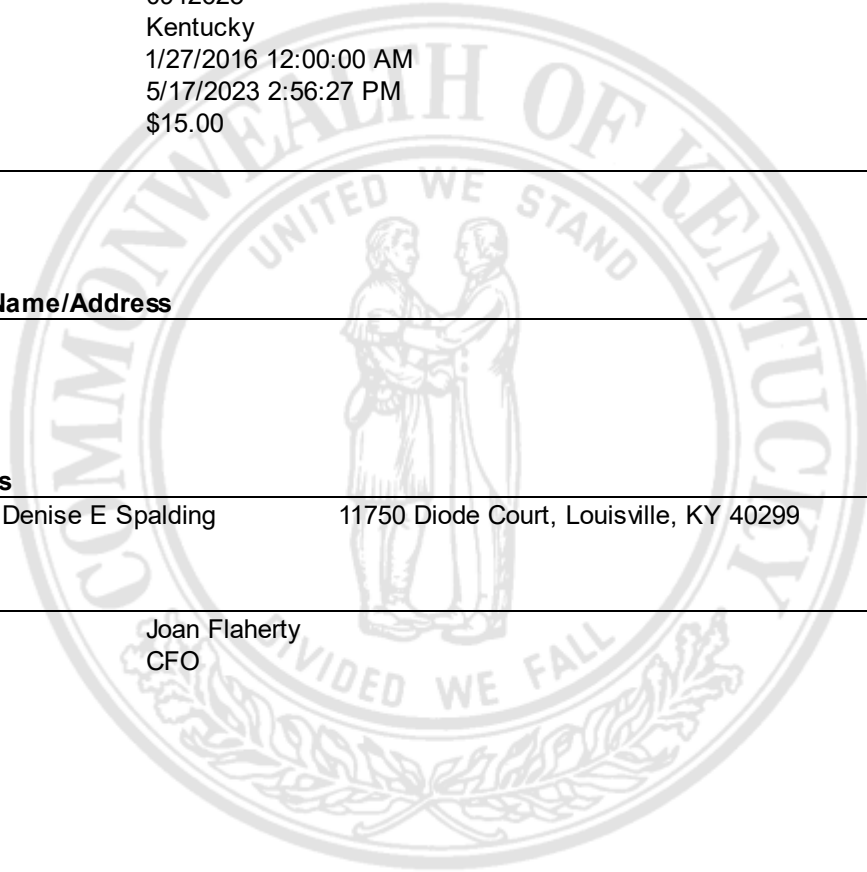 Kentucky
1/27/2016 12:00:00 AM
5/17/2023 2:56:27 PM
$15.00
COMMONWEALTH OF KENTUCKY
UNITED WE STAND
Name/Address
s
Denise E Spalding 11750 Diode Court, Louisville, KY 40299
Joan Flaherty
CFO
DIVIDED WE FALL